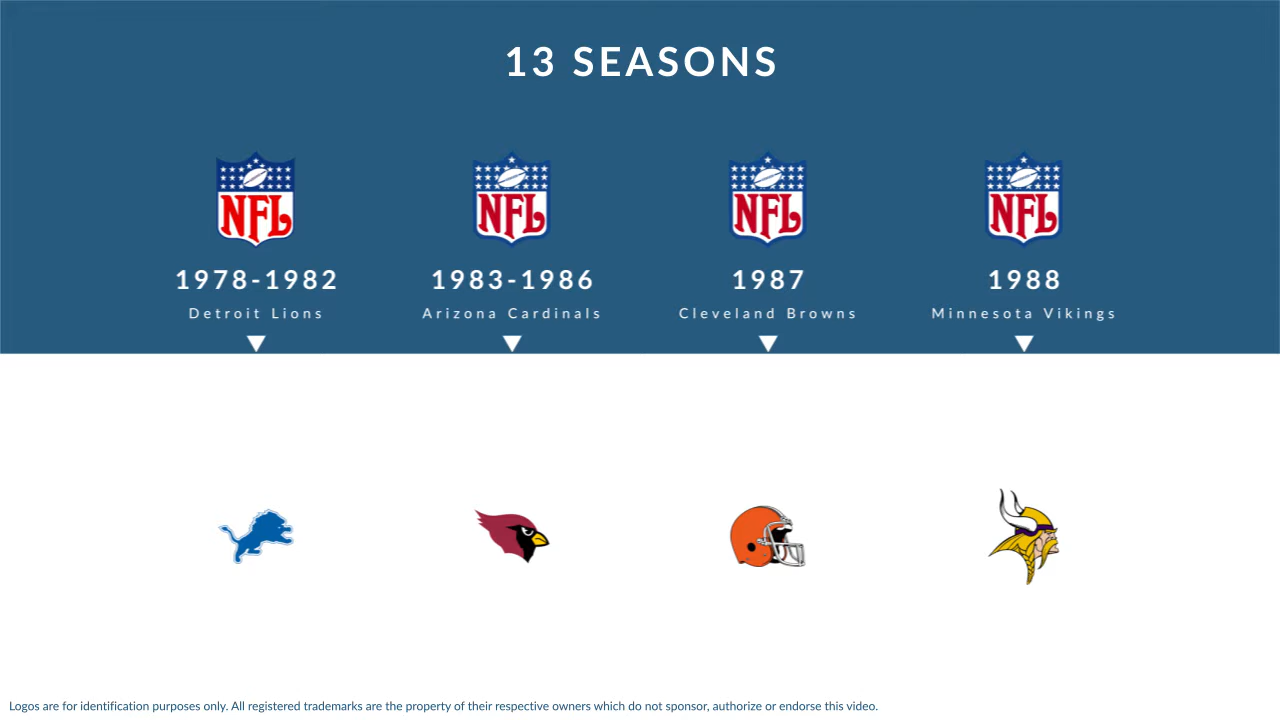 13 SEASONS
NFL NFL NFL NFL
1978-1982 1983-1986 1987 1988
Detroit Lions Arizona Cardinals Cleveland Browns Minnesota Vikings
Logos are for identification purposes only. All registered trademarks are the property of their respective owners which do not sponsor, authorize or endorse this video.